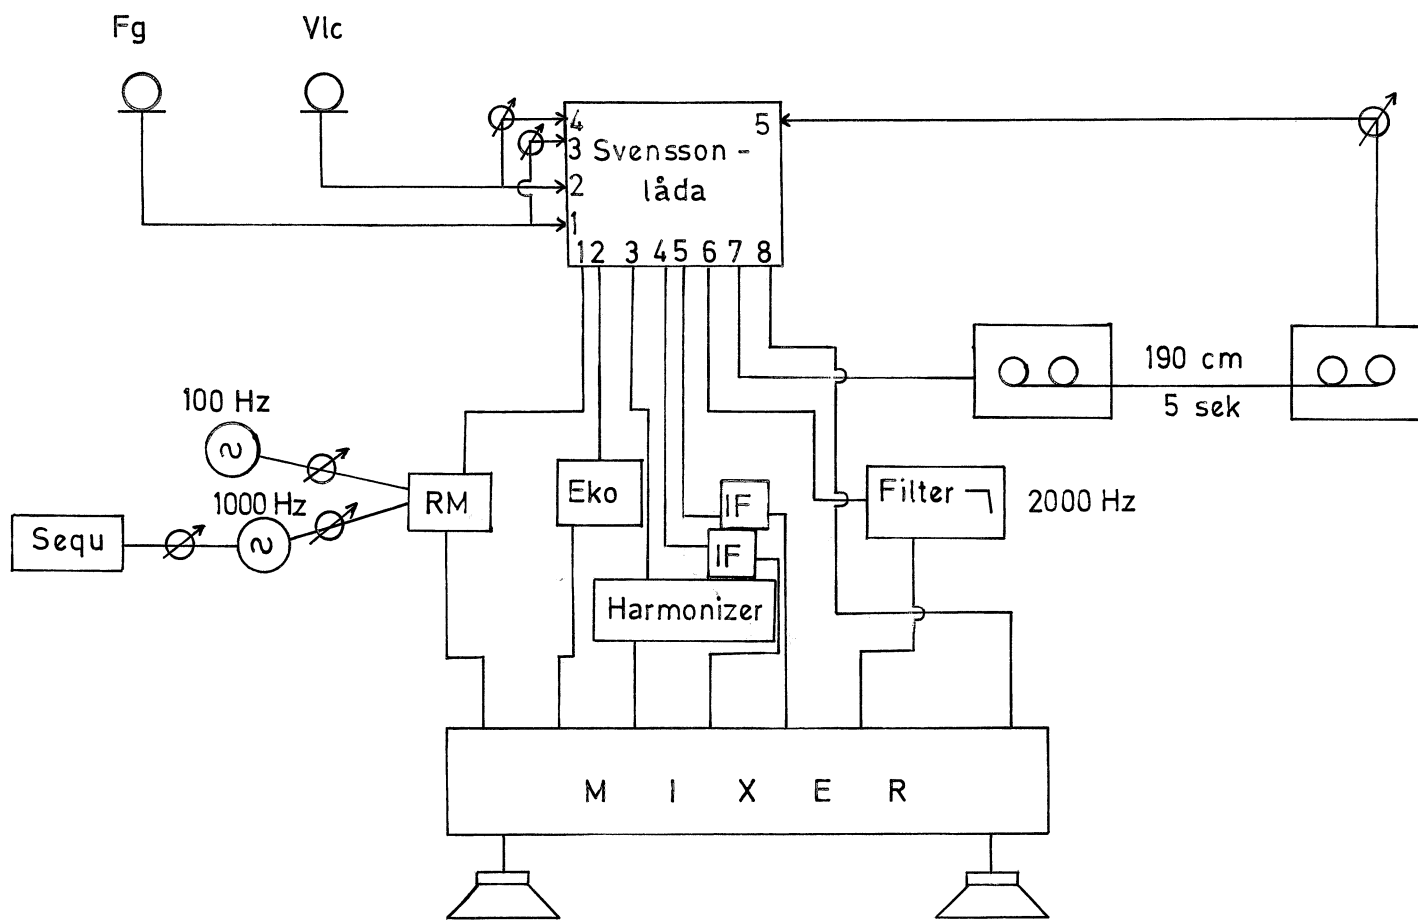 Fg
Vlc
4
5
3
Svensson-
2
låda
1
1 2 3 4 5 6 7 8
190 cm
5 sek
100 Hz
1000 Hz
RM
Eko
IF
Filter
2000 Hz
Sequ
IF
Harmonizer
MIXER